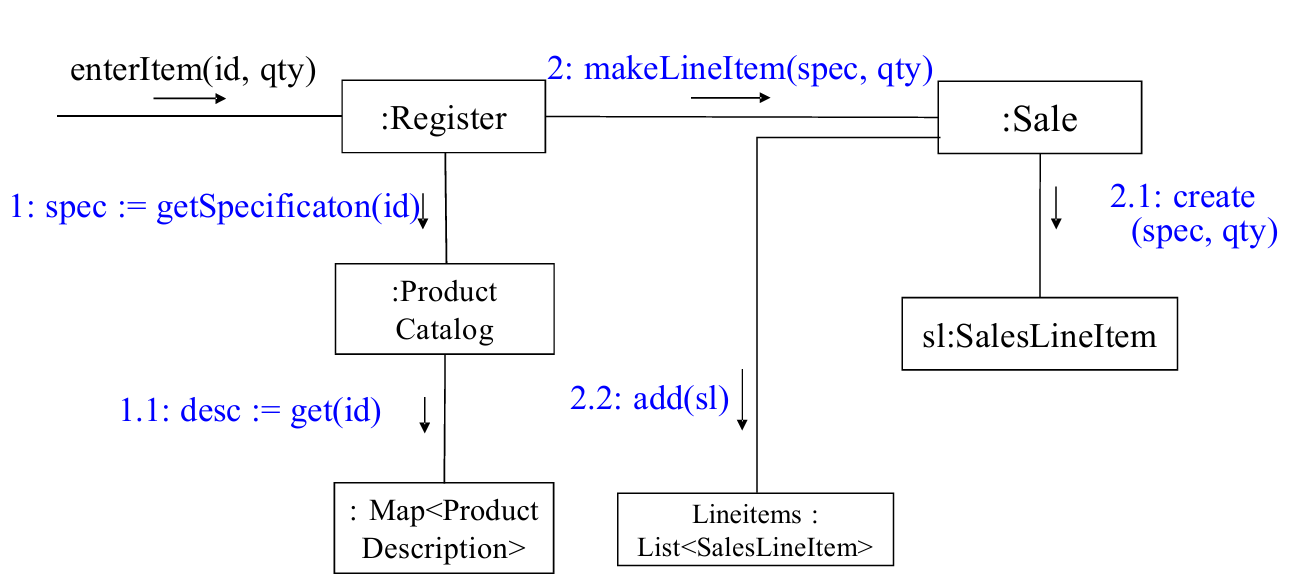 enterItem(id, qty)
2: makeLineItem(spec, qty)
:Register
:Sale
1: spec := getSpecificaton(id)
2.1: create
(spec, qty)
:Product
Catalog
sl:SalesLineItem
1.1: desc := get(id)
2.2: add(sl)
: Map<Product
Description>
Lineitems :
List<SalesLineItem>